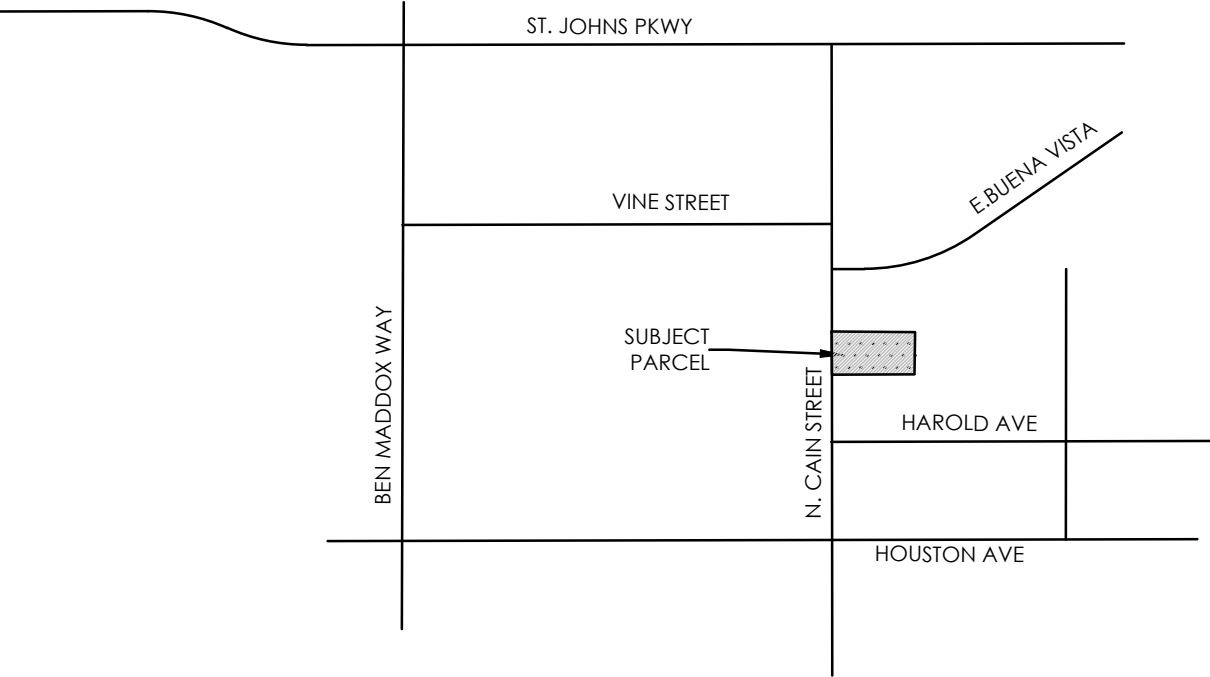 ST. JOHNS PKWY
E.BUENA VISTA
VINE STREET
BEN MADDOX WAY
SUBJECT
PARCEL
N. CAIN STREET
HAROLD AVE
HOUSTON AVE